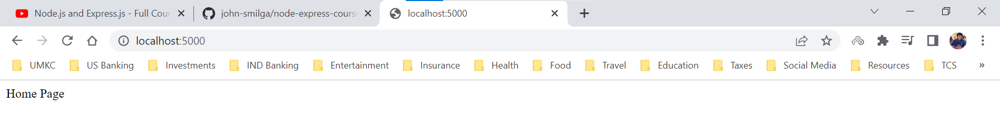 Node.js and Express.js - Full Cour
john-smilga/node-express-course
localhost:5000
localhost:5000
UMKC US Banking Investments IND Banking Entertainment Insurance Health Food Travel Education Taxes Social Media Resources TCS »
Home Page